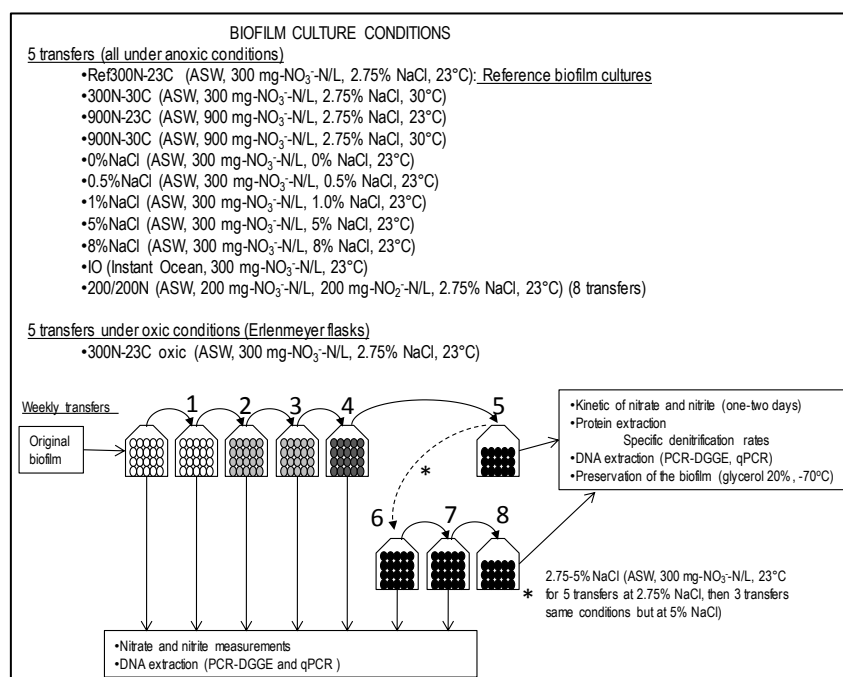 BIOFILM CULTURE CONDITIONS
5 transfers (all under anoxic conditions)
•Ref300N-23C (ASW, 300 mg-NO₃⁻-N/L, 2.75% NaCl, 23°C): Reference biofilm cultures
•300N-30C (ASW, 300 mg-NO₃⁻-N/L, 2.75% NaCl, 30°C)
•900N-23C (ASW, 900 mg-NO₃⁻-N/L, 2.75% NaCl, 23°C)
•900N-30C (ASW, 900 mg-NO₃⁻-N/L, 2.75% NaCl, 30°C)
•0%NaCl (ASW, 300 mg-NO₃⁻-N/L, 0% NaCl, 23°C)
•0.5%NaCl (ASW, 300 mg-NO₃⁻-N/L, 0.5% NaCl, 23°C)
•1%NaCl (ASW, 300 mg-NO₃⁻-N/L, 1.0% NaCl, 23°C)
•5%NaCl (ASW, 300 mg-NO₃⁻-N/L, 5% NaCl, 23°C)
•8%NaCl (ASW, 300 mg-NO₃⁻-N/L, 8% NaCl, 23°C)
•IO (Instant Ocean, 300 mg-NO₃⁻-N/L, 23°C)
•200/200N (ASW, 200 mg-NO₃⁻-N/L, 200 mg-NO₂⁻-N/L, 2.75% NaCl, 23°C) (8 transfers)
5 transfers under oxic conditions (Erlenmeyer flasks)
•300N-23C oxic (ASW, 300 mg-NO₃⁻-N/L, 2.75% NaCl, 23°C)
Weekly transfers
1 2 3 4 5
Original
biofilm
•Kinetic of nitrate and nitrite (one-two days)
•Protein extraction
Specific denitrification rates
•DNA extraction (PCR-DGGE, qPCR)
•Preservation of the biofilm (glycerol 20%, -70°C)
*
6 7 8
* 2.75-5% NaCl (ASW, 300 mg-NO₃⁻-N/L, 23°C
for 5 transfers at 2.75% NaCl, then 3 transfers
same conditions but at 5% NaCl)
•Nitrate and nitrite measurements
•DNA extraction (PCR-DGGE and qPCR )